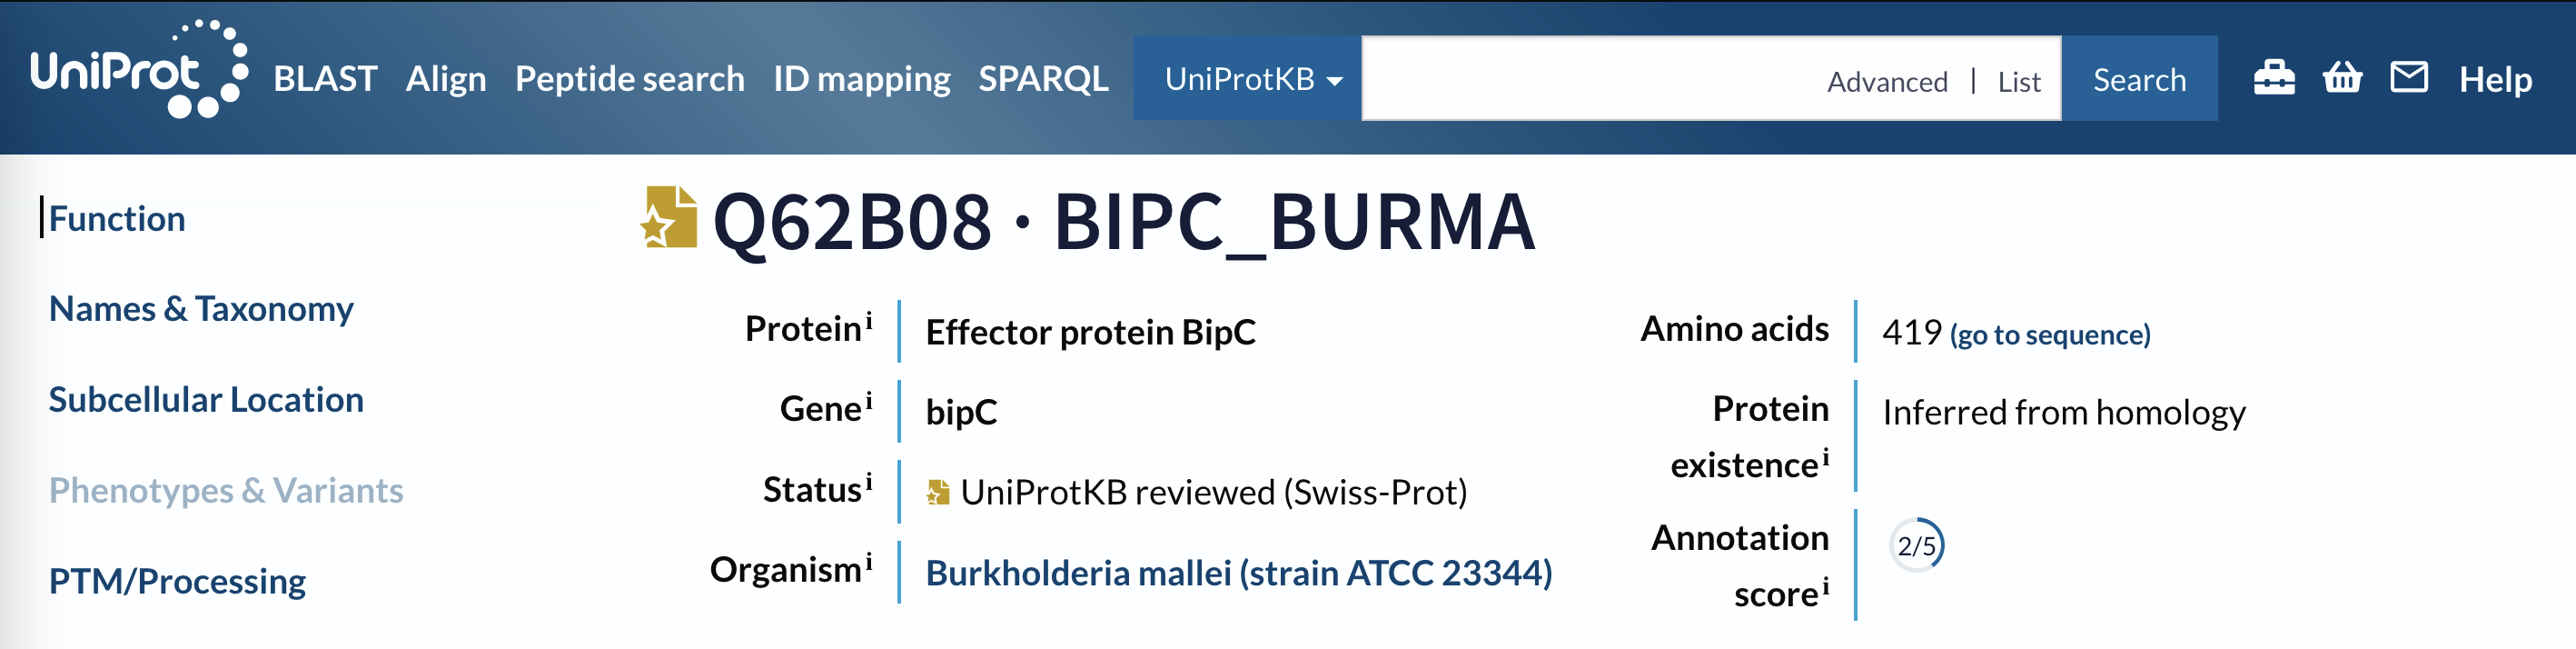 UniProt BLAST Align Peptide search ID mapping SPARQL UniProtKB Advanced | List Search Help
Function
Names & Taxonomy
Subcellular Location
Phenotypes & Variants
PTM/Processing
Q62B08 · BIPC_BURMA
Protein i Effector protein BipC
Gene i bipC
Status i UniProtKB reviewed (Swiss-Prot)
Organism i Burkholderia mallei (strain ATCC 23344)
Amino acids 419 (go to sequence)
Protein existence i Inferred from homology
Annotation score i 2/5